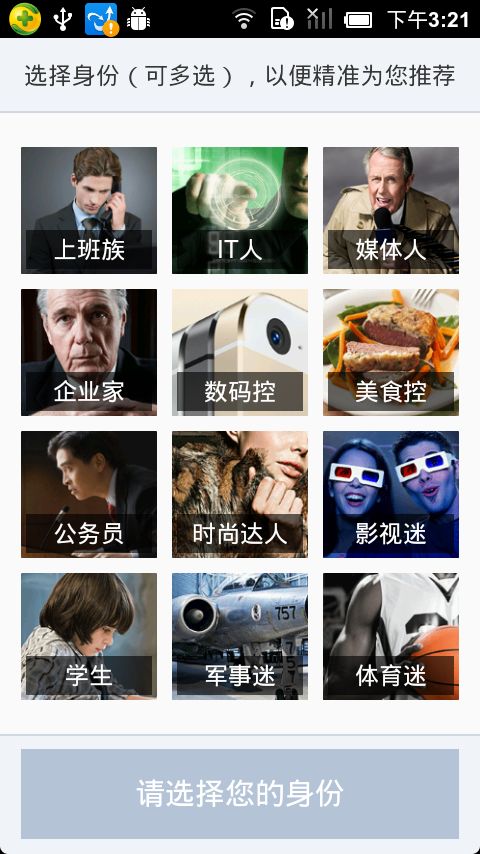 下午3:21
选择身份（可多选），以便精准为您推荐
上班族
IT人
媒体人
企业家
数码控
美食控
公务员
时尚达人
影视迷
学生
757
军事迷
体育迷
请选择您的身份